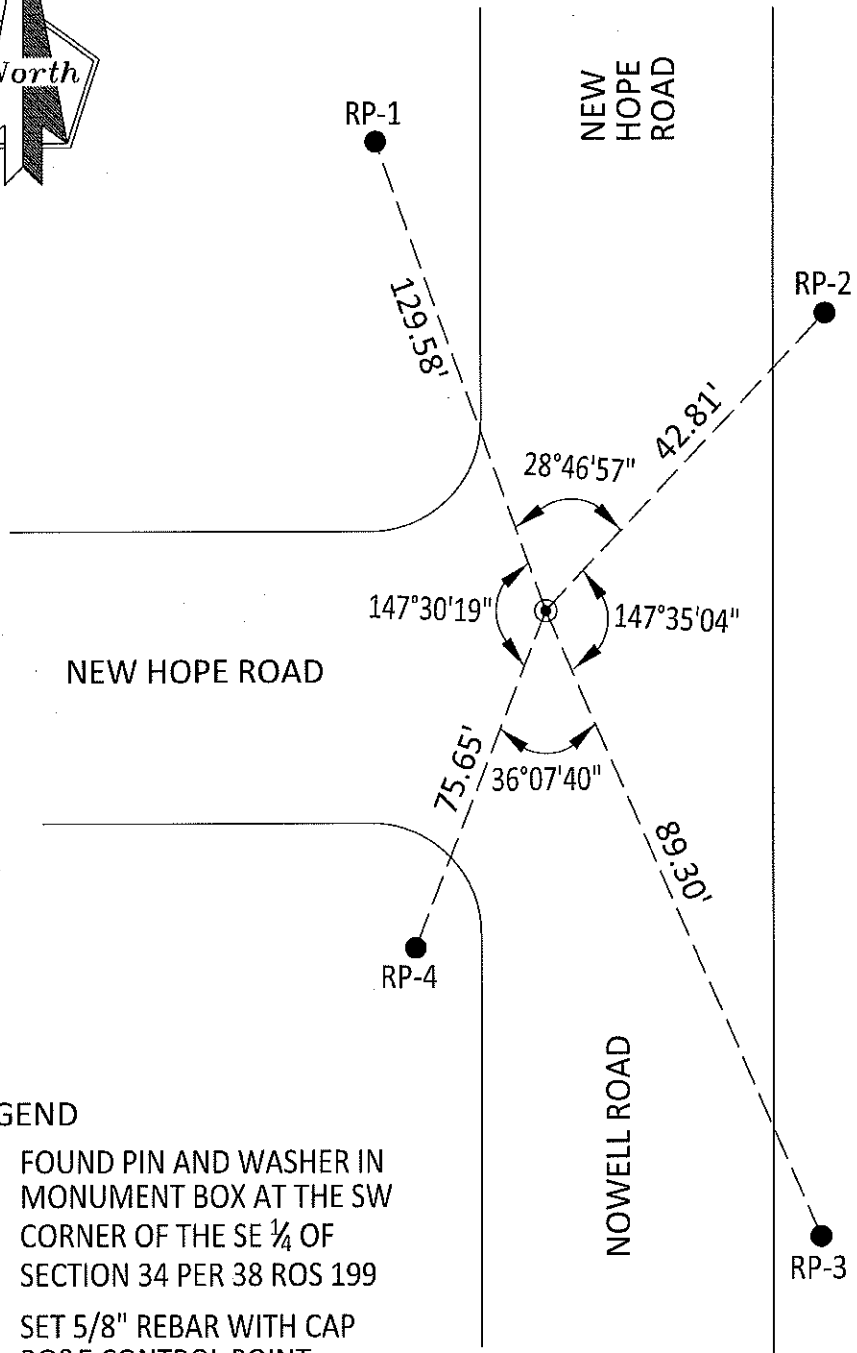 North
RP-1
NEW
HOPE
ROAD
RP-2
129.58'
42.81'
28°46'57"
147°30'19"
147°35'04"
NEW HOPE ROAD
75.65'
36°07'40"
89.30'
RP-4
NOWELL ROAD
RP-3
FOUND PIN AND WASHER IN
MONUMENT BOX AT THE SW
CORNER OF THE SE ¼ OF
SECTION 34 PER 38 ROS 199
SET 5/8" REBAR WITH CAP
CONTROL POINT